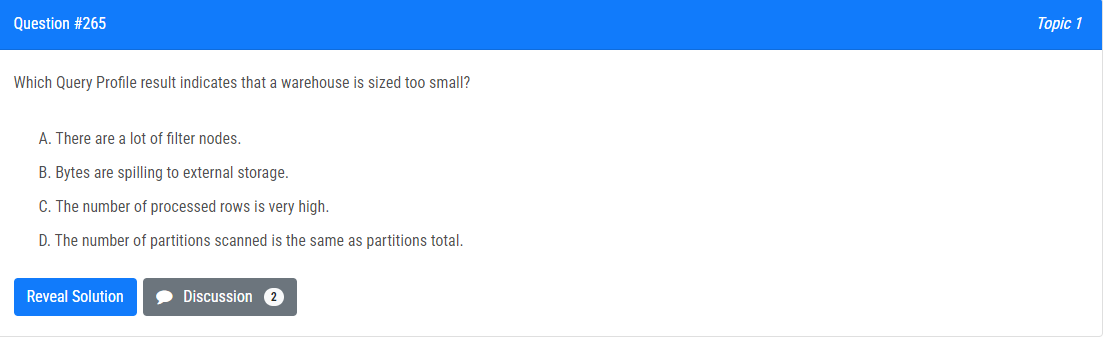 Question #265 Topic 1
Which Query Profile result indicates that a warehouse is sized too small?
A. There are a lot of filter nodes.
B. Bytes are spilling to external storage.
C. The number of processed rows is very high.
D. The number of partitions scanned is the same as partitions total.
Reveal Solution Discussion 2